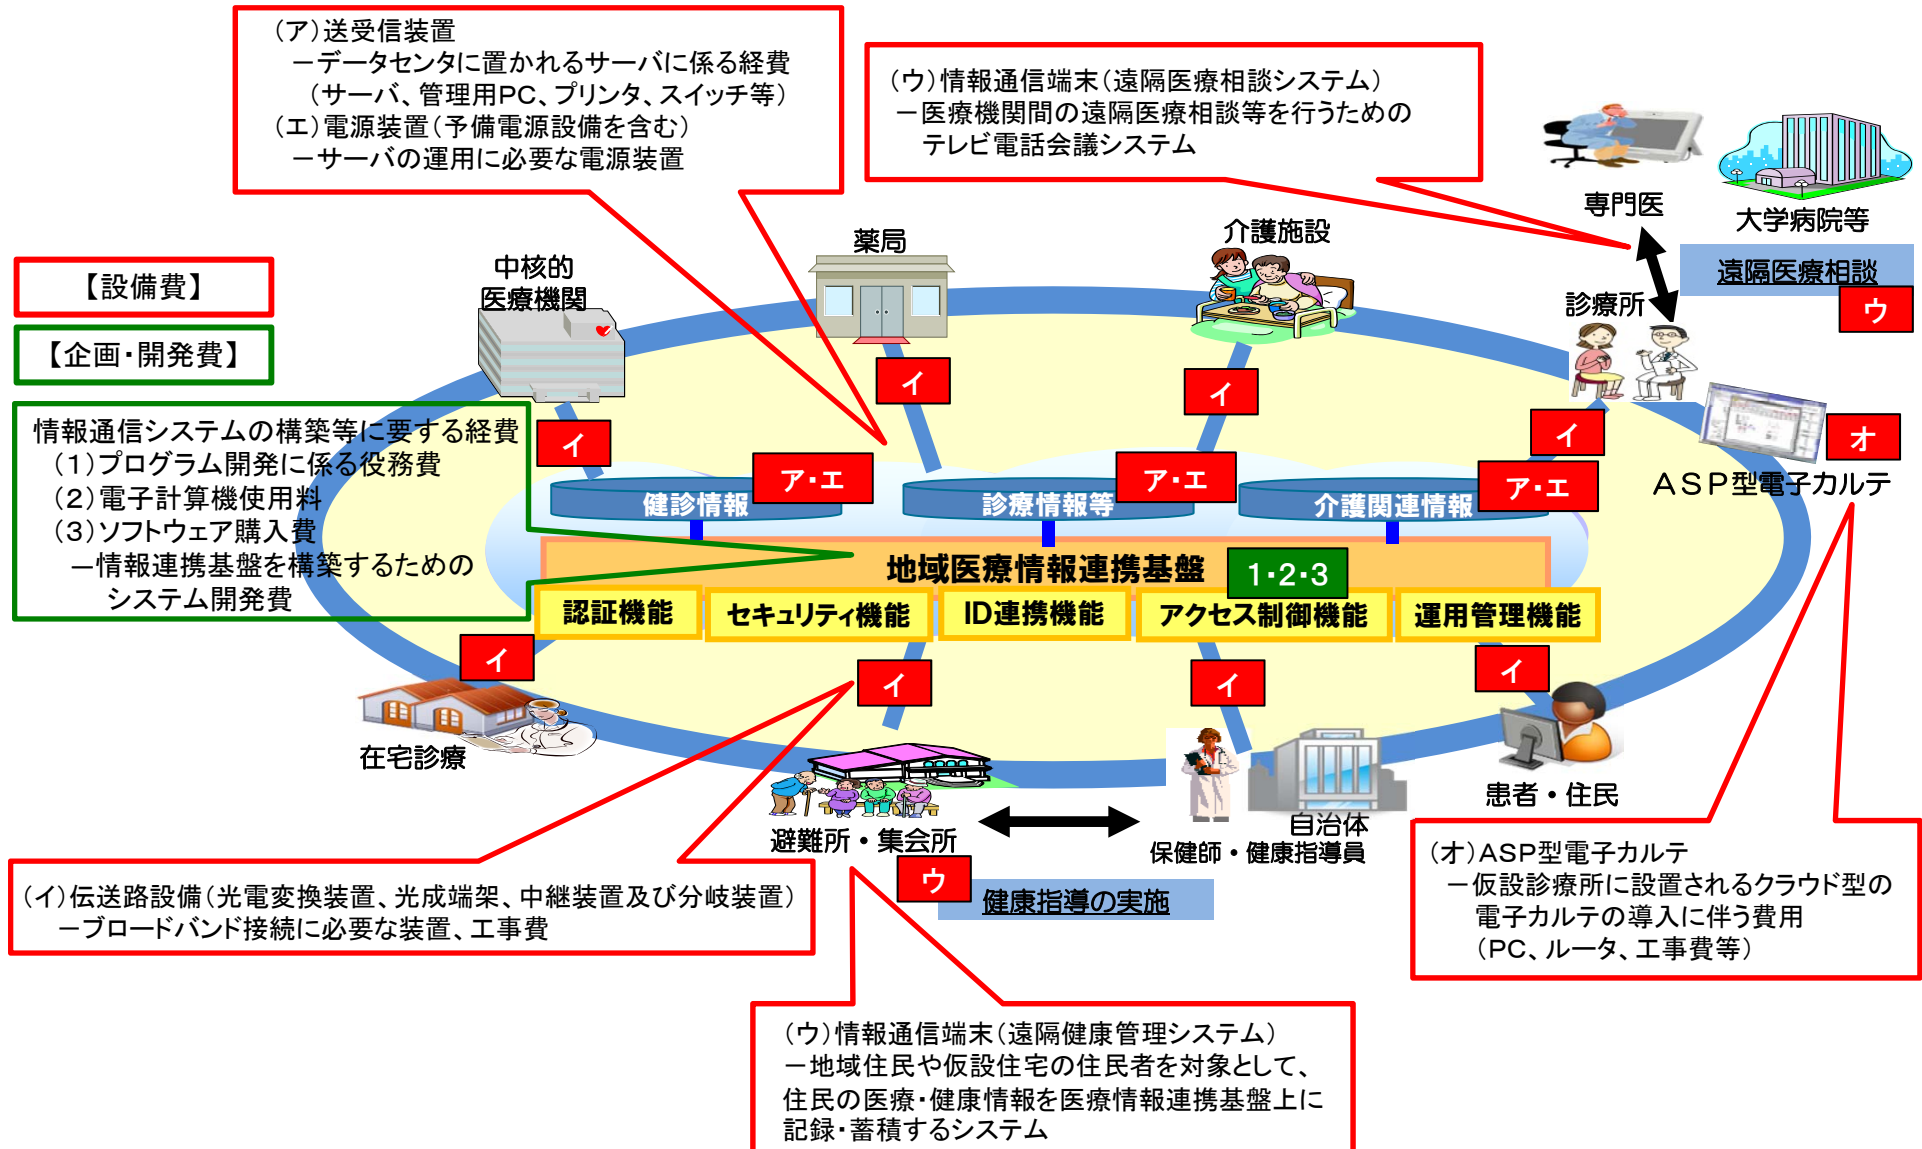 (ア)送受信装置
－データセンタに置かれるサーバに係る経費
(サーバ、管理用PC、プリンタ、スイッチ等)
(エ)電源装置(予備電源設備を含む)
－サーバの運用に必要な電源装置
(ウ)情報通信端末(遠隔医療相談システム)
－医療機関間の遠隔医療相談等を行うための
テレビ電話会議システム
専門医
大学病院等
遠隔医療相談
ウ
診療所
【設備費】
【企画・開発費】
中核的
医療機関
薬局
介護施設
イ
イ
イ
イ
オ
ASP型電子カルテ
情報通信システムの構築等に要する経費
(1)プログラム開発に係る役務費
(2)電子計算機使用料
(3)ソフトウェア購入費
－情報連携基盤を構築するための
システム開発費
健診情報
ア・エ
診療情報等
ア・エ
介護関連情報
ア・エ
地域医療情報連携基盤
1・2・3
認証機能
セキュリティ機能
ID連携機能
アクセス制御機能
運用管理機能
イ
イ
イ
イ
在宅診療
避難所・集会所
ウ
健康指導の実施
自治体
保健師・健康指導員
患者・住民
(イ)伝送路設備(光電変換装置、光成端架、中継装置及び分岐装置)
－ブロードバンド接続に必要な装置、工事費
(オ)ASP型電子カルテ
－仮設診療所に設置されるクラウド型の
電子カルテの導入に伴う費用
(PC、ルータ、工事費等)
(ウ)情報通信端末(遠隔健康管理システム)
－地域住民や仮設住宅の住民者を対象として、
住民の医療・健康情報を医療情報連携基盤上に
記録・蓄積するシステム